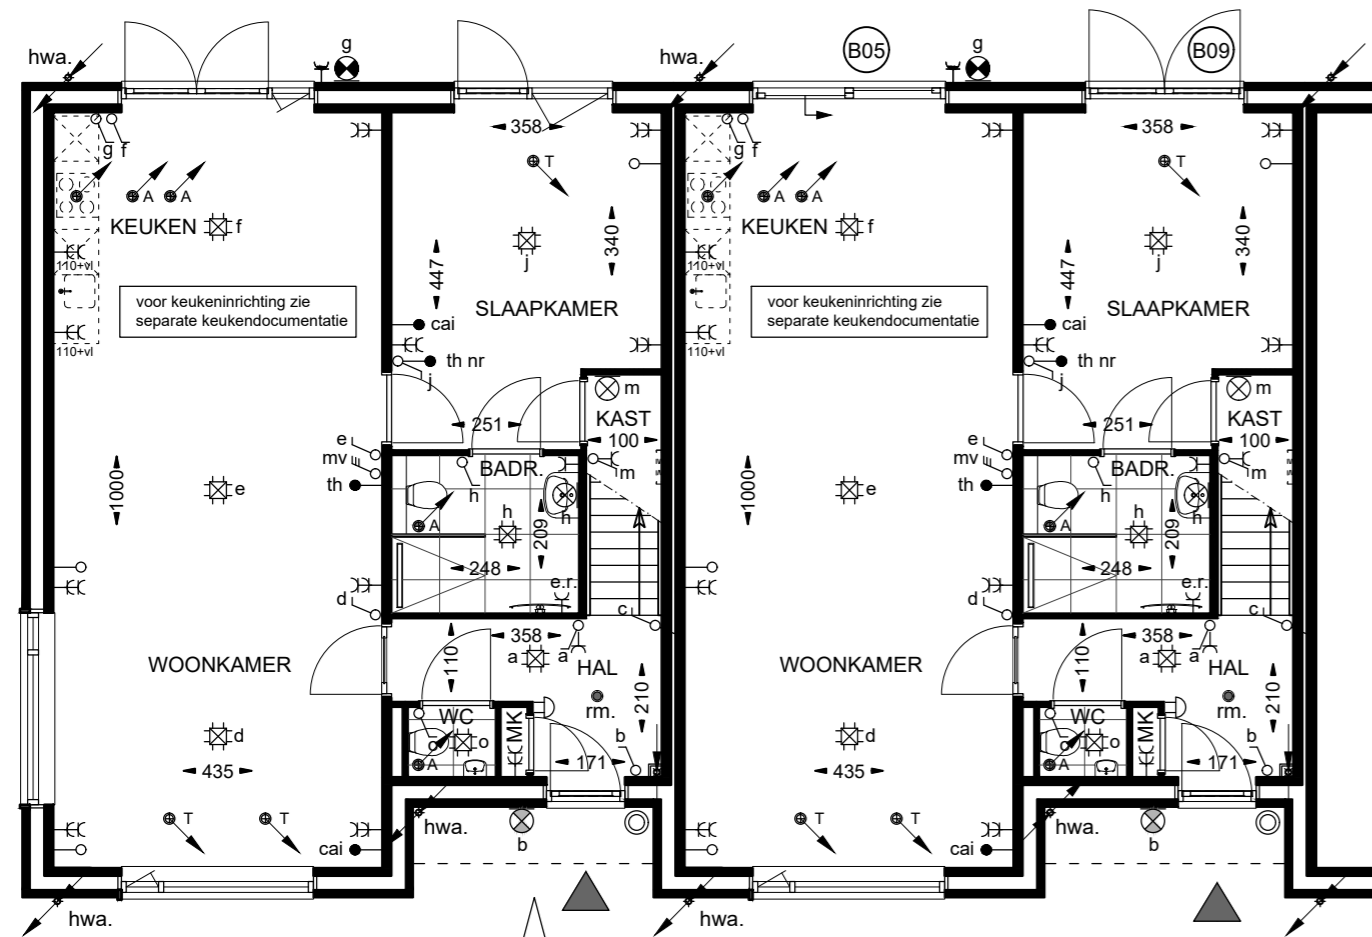 hwa.
g
hwa.
B05
g
B09
g f
358
T
A
A
KEUKEN
f
340
447
j
110+vl
voor keukeninrichting zie
separate keukendocumentatie
SLAAPKAMER
cai
110+vl
th nr
j
m
KAST
251
100
e
mv
th
BADR.
h
m
1000
e
A
h
209
h
248
e.r.
d
c
110
358
a
a
HAL
WOONKAMER
210
rm.
WC
MK
o
o
b
d
A
435
171
T
T
hwa.
b
cai
hwa.
g f
358
T
A
A
KEUKEN
f
340
447
j
110+vl
voor keukeninrichting zie
separate keukendocumentatie
SLAAPKAMER
cai
110+vl
th nr
j
m
KAST
251
100
e
mv
th
BADR.
h
m
1000
e
A
h
209
h
248
e.r.
d
c
110
358
a
a
HAL
WOONKAMER
210
rm.
WC
MK
o
o
b
d
A
435
171
T
T
hwa.
b
cai
hwa.